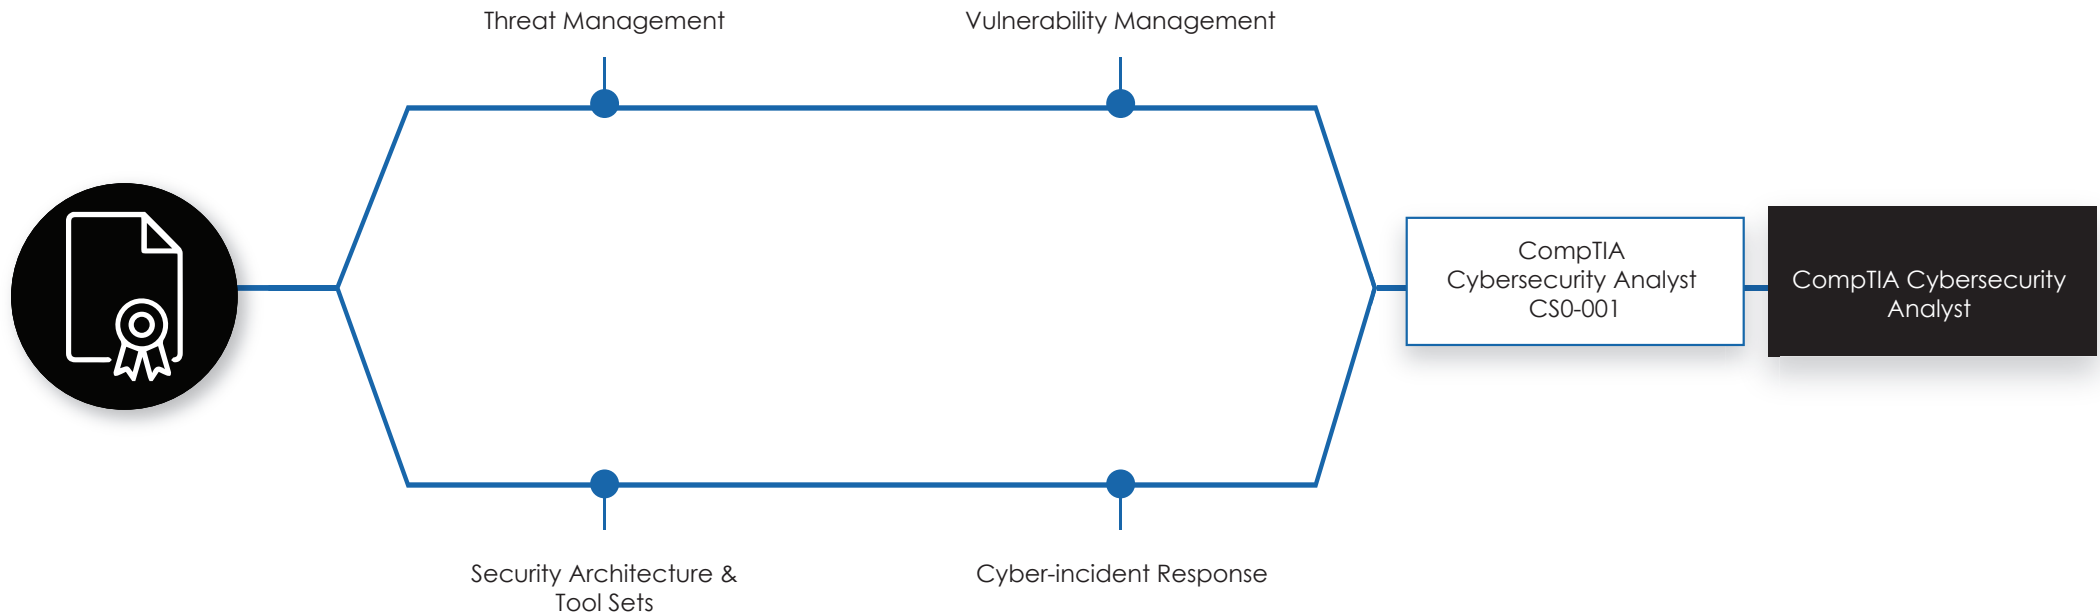 Threat Management
Vulnerability Management
CompTIA
Cybersecurity Analyst
CS0-001
CompTIA Cybersecurity
Analyst
Security Architecture &
Tool Sets
Cyber-incident Response